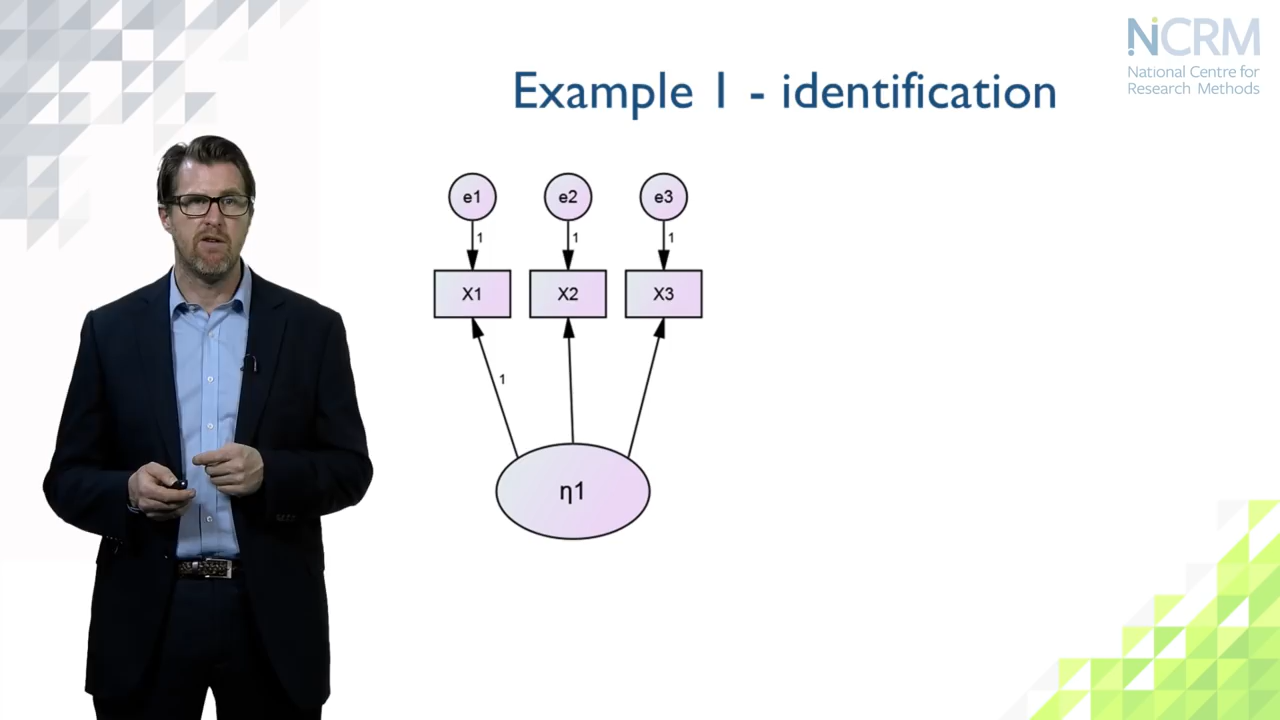 NCRM
National Centre for
Research Methods
Example 1 - identification
e1 e2 e3
1 1 1
X1 X2 X3
1
η1